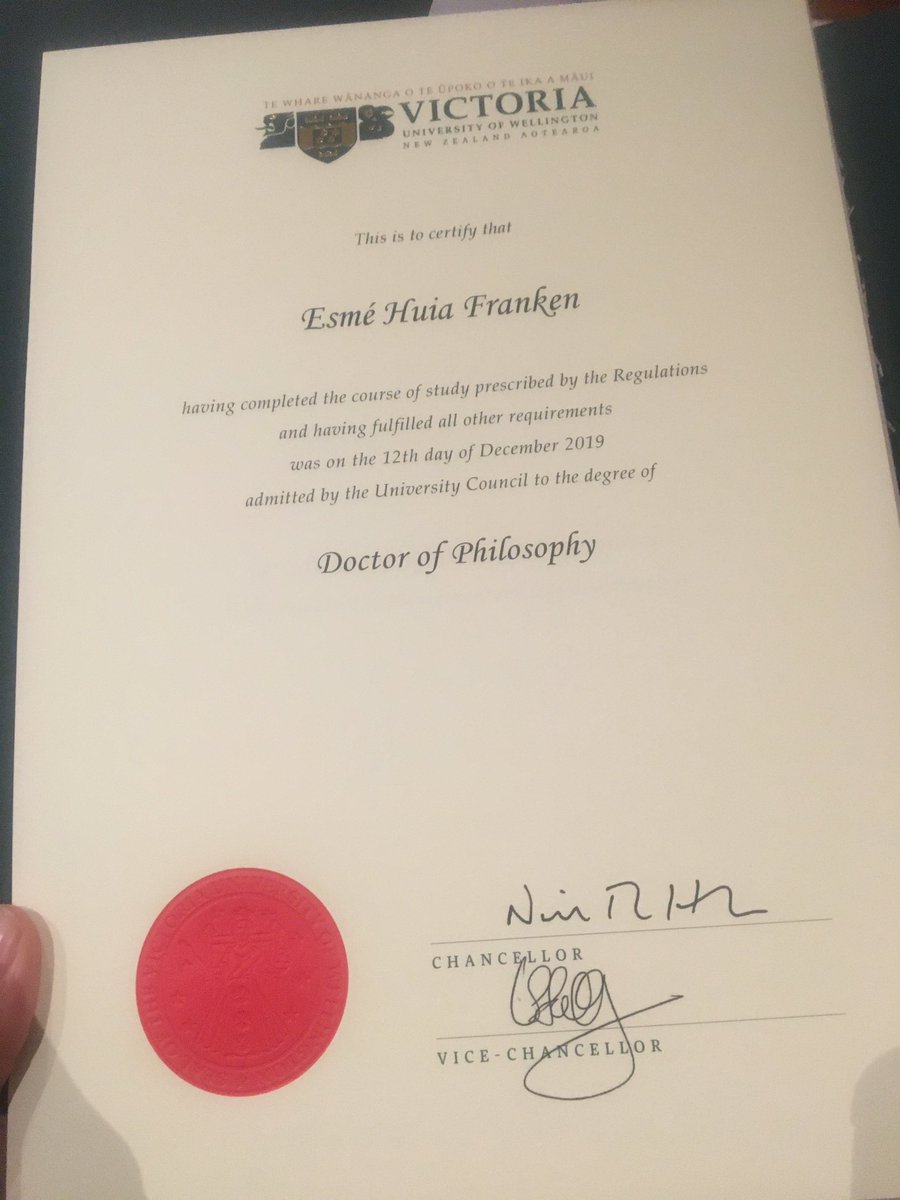 TE WHARE WĀNANGA O TE ŪPOKO O TE IKA A MĀUI
VICTORIA
UNIVERSITY OF WELLINGTON
NEW ZEALAND AOTEAROA
This is to certify that
Esmé Huia Franken
having completed the course of study prescribed by the Regulations
and having fulfilled all other requirements
was on the 12th day of December 2019
admitted by the University Council to the degree of
Doctor of Philosophy
CHANCELLOR
VICE-CHANCELLOR